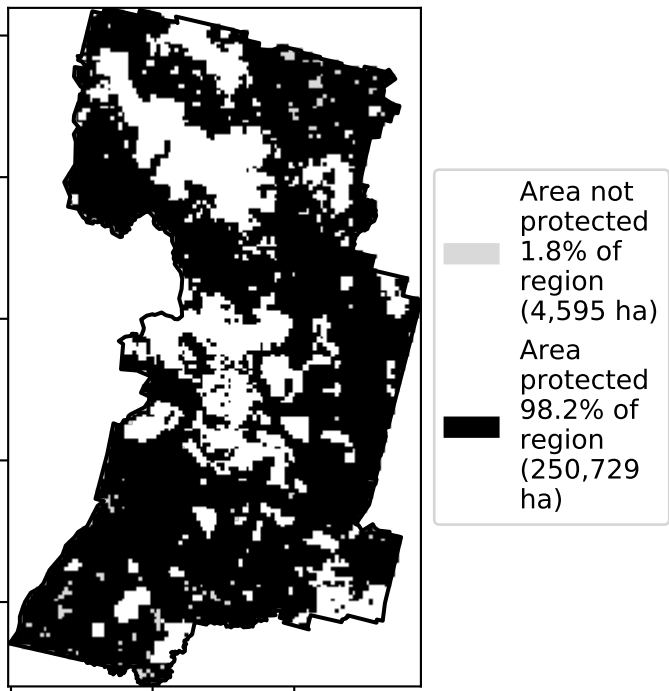 Area not
protected
1.8% of
region
(4,595 ha)
Area
protected
98.2% of
region
(250,729
ha)